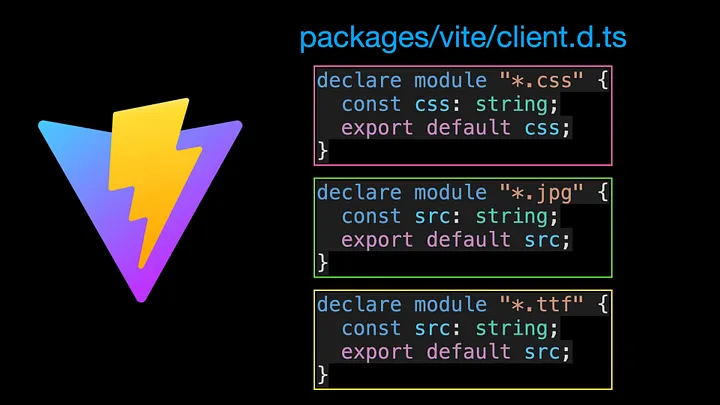 packages/vite/client.d.ts
declare module "*.css" {
  const css: string;
  export default css;
}
declare module "*.jpg" {
  const src: string;
  export default src;
}
declare module "*.ttf" {
  const src: string;
  export default src;
}